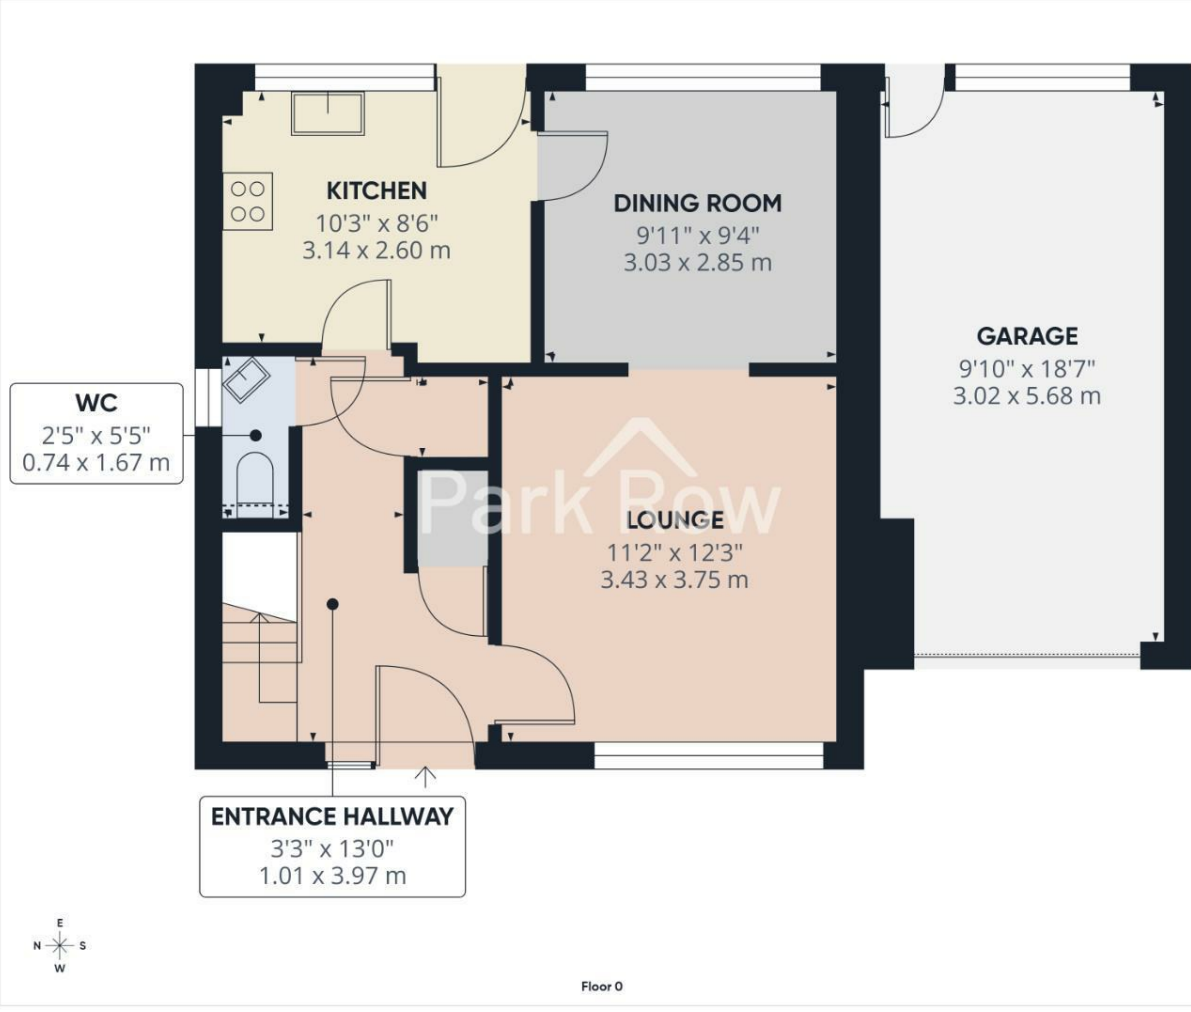 KITCHEN
10'3" x 8'6"
3.14 x 2.60 m
DINING ROOM
9'11" x 9'4"
3.03 x 2.85 m
GARAGE
9'10" x 18'7"
3.02 x 5.68 m
WC
2'5" x 5'5"
0.74 x 1.67 m
Park Row
LOUNGE
11'2" x 12'3"
3.43 x 3.75 m
ENTRANCE HALLWAY
3'3" x 13'0"
1.01 x 3.97 m
E
N S
W
Floor 0